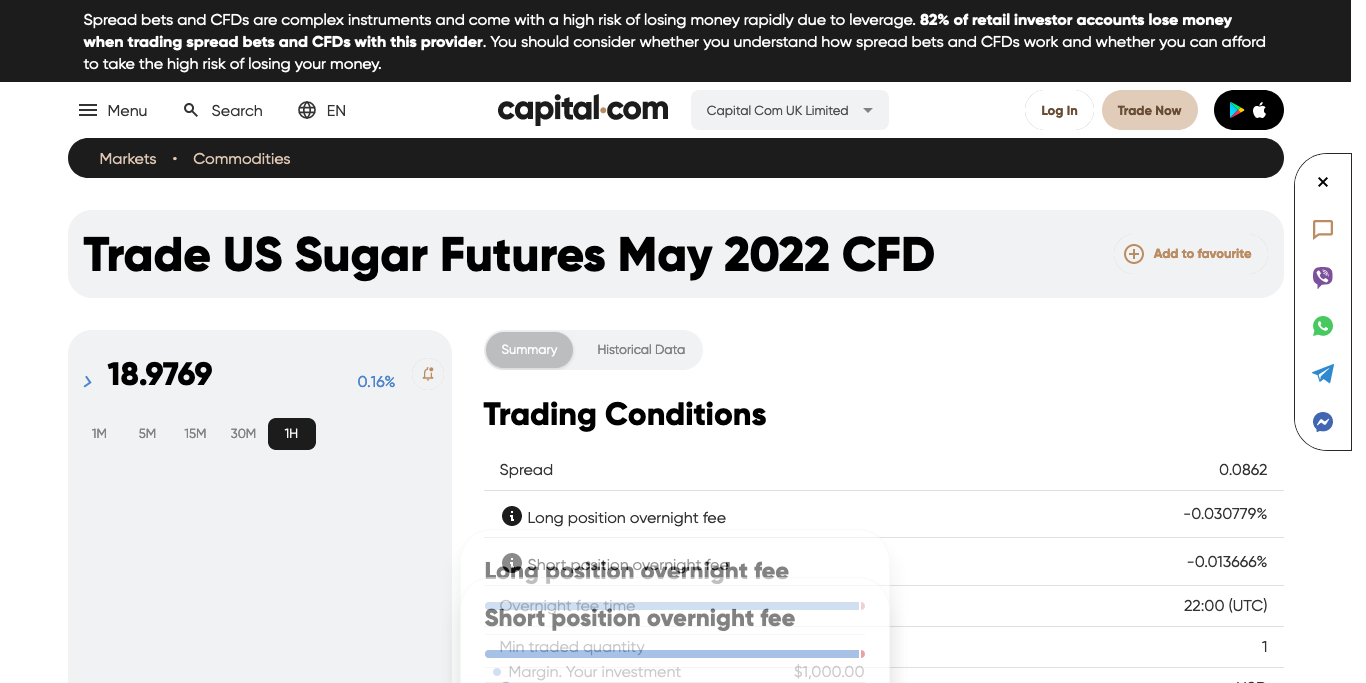 Spread bets and CFDs are complex instruments and come with a high risk of losing money rapidly due to leverage. 82% of retail investor accounts lose money
when trading spread bets and CFDs with this provider. You should consider whether you understand how spread bets and CFDs work and whether you can afford
to take the high risk of losing your money.
Menu Search EN capital.com Capital Com UK Limited Log In Trade Now
Markets • Commodities
Trade US Sugar Futures May 2022 CFD Add to favourite
18.9769 0.16%
1M 5M 15M 30M 1H
Summary Historical Data
Trading Conditions
Spread 0.0862
Long position overnight fee -0.030779%
Short position overnight fee -0.013666%
Long position overnight fee
Overnight fee time 22:00 (UTC)
Short position overnight fee
Min traded quantity 1
Margin. Your investment $1,000.00